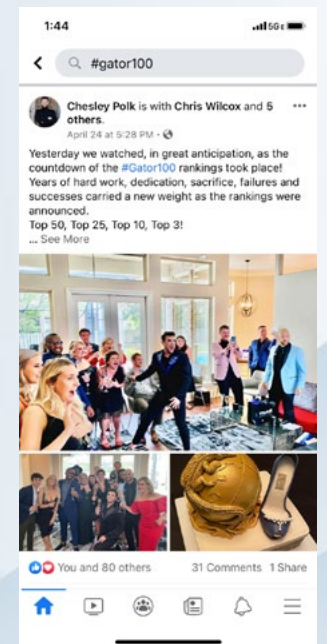 1:44
5G E
#gator100
Chesley Polk is with Chris Wilcox and 5
others.
April 24 at 5:28 PM
Yesterday we watched, in great anticipation, as the
countdown of the #Gator100 rankings took place!
Years of hard work, dedication, sacrifice, failures and
successes carried a new weight as the rankings were
announced.
Top 50, Top 25, Top 10, Top 3!
... See More
You and 80 others 31 Comments 1 Share